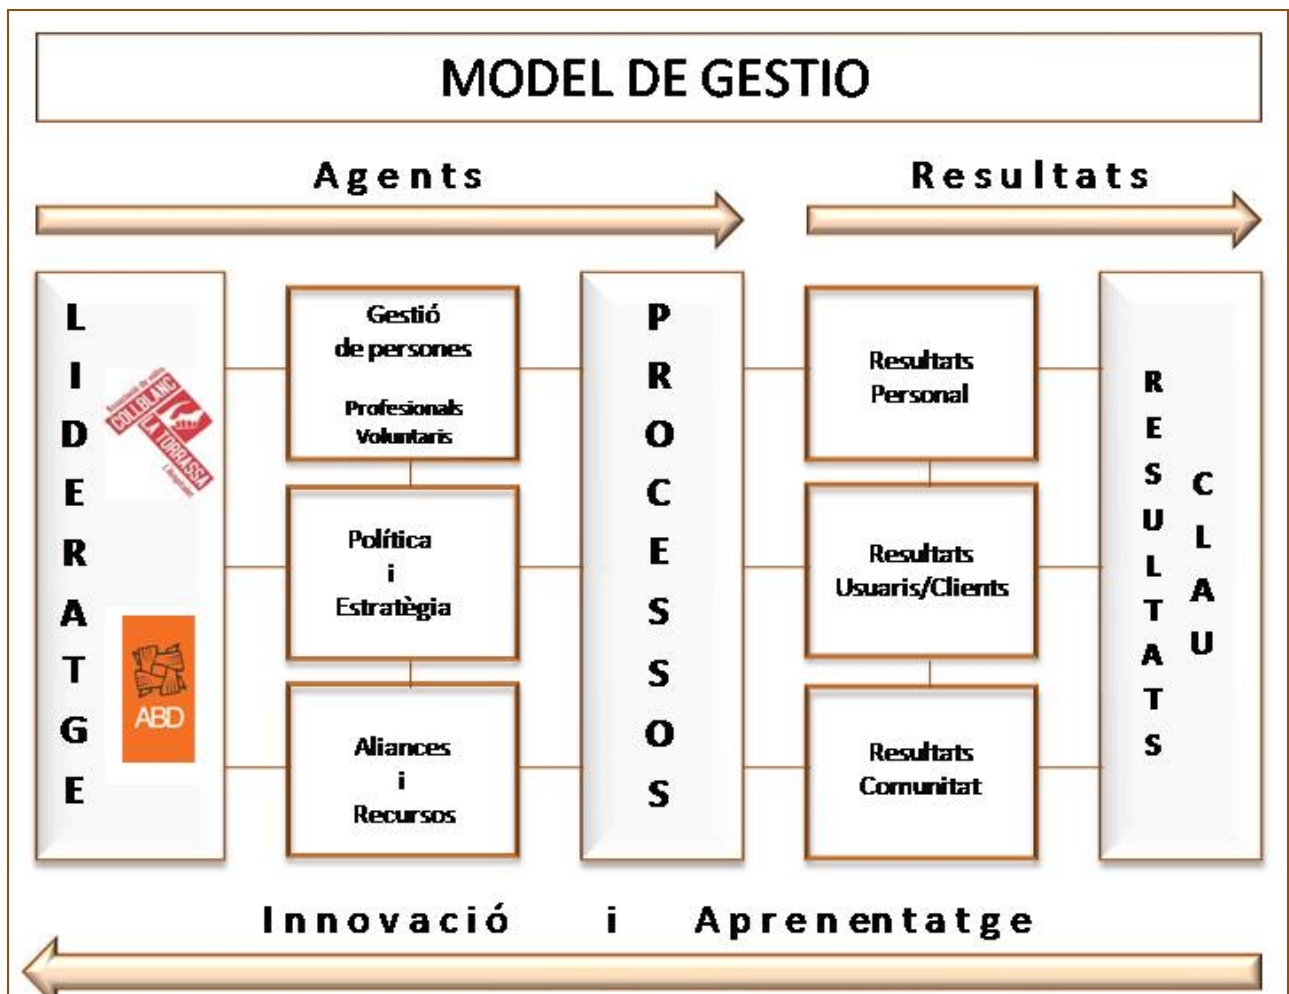 MODEL DE GESTIO
Agents
Resultats
LIDERATGE
COLLBLANC
LA TORRASSA
ABD
Gestió
de persones
Profesionals
Voluntaris
Política
i
Estratègia
Aliances
i
Recursos
PROCESSOS
Resultats
Personal
Resultats
Usuaris/Clients
Resultats
Comunitat
RESULTATS
CLAU
Innovació i Aprenentatge